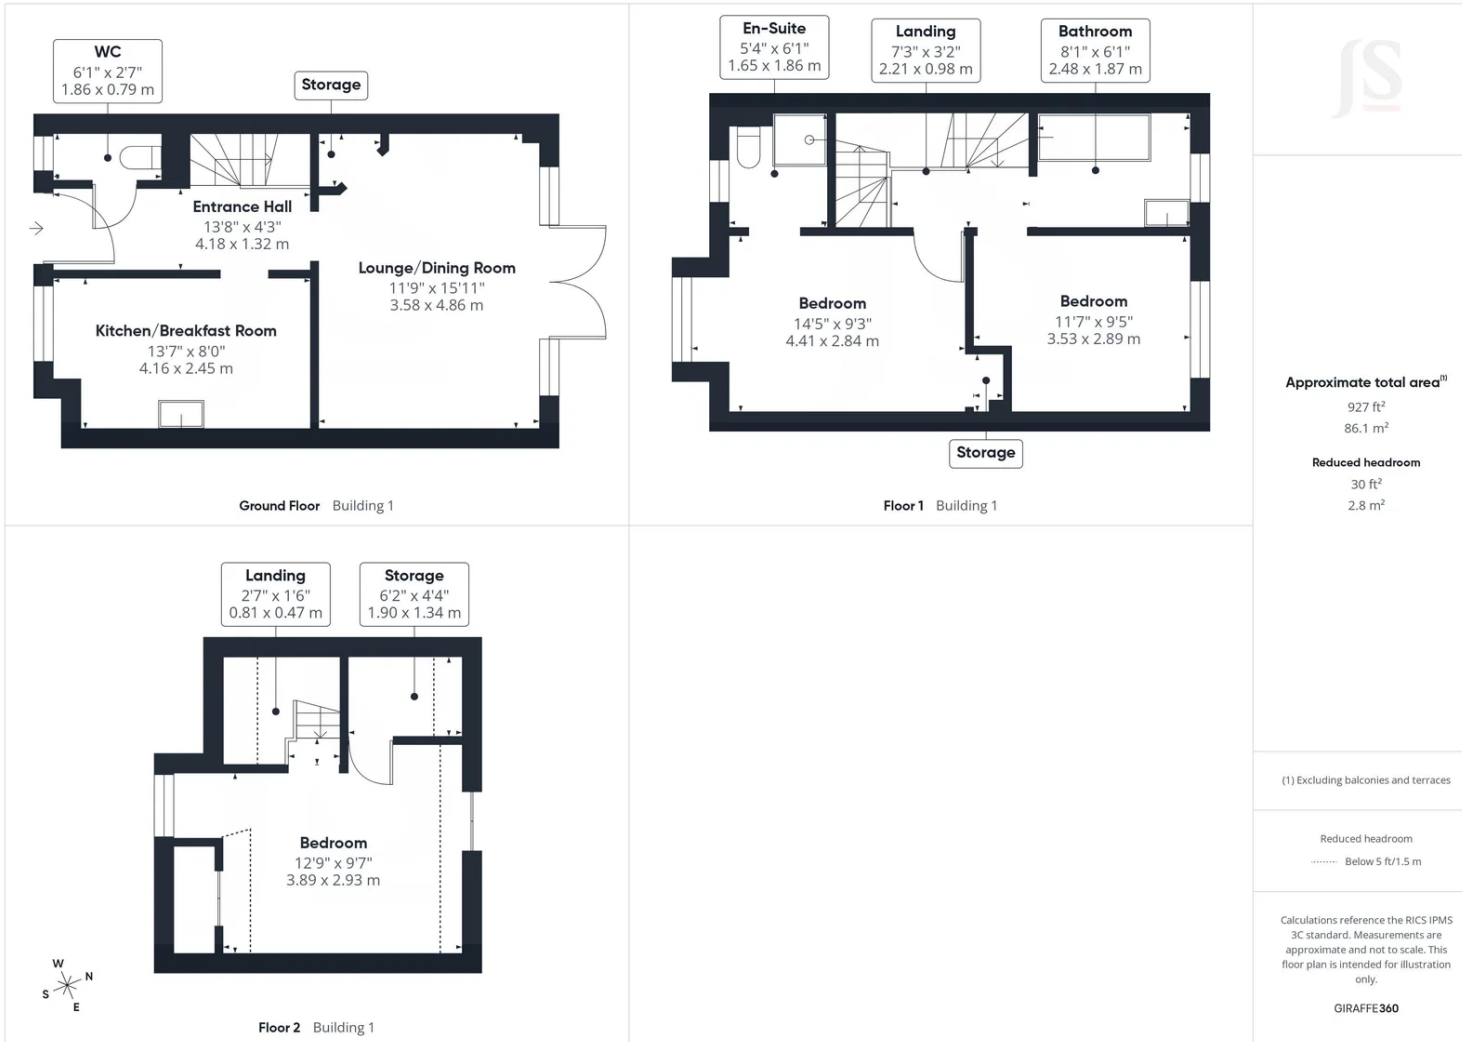 WC
6'1" x 2'7"
1.86 x 0.79 m
Storage
Entrance Hall
13'8" x 4'3"
4.18 x 1.32 m
Lounge/Dining Room
11'9" x 15'11"
3.58 x 4.86 m
Kitchen/Breakfast Room
13'7" x 8'0"
4.16 x 2.45 m
Ground Floor Building 1
En-Suite
5'4" x 6'1"
1.65 x 1.86 m
Landing
7'3" x 3'2"
2.21 x 0.98 m
Bathroom
8'1" x 6'1"
2.48 x 1.87 m
Bedroom
14'5" x 9'3"
4.41 x 2.84 m
Bedroom
11'7" x 9'5"
3.53 x 2.89 m
Storage
Floor 1 Building 1
Landing
2'7" x 1'6"
0.81 x 0.47 m
Storage
6'2" x 4'4"
1.90 x 1.34 m
Bedroom
12'9" x 9'7"
3.89 x 2.93 m
W
N
S
E
Floor 2 Building 1
JS
Approximate total area(1)
927 ft²
86.1 m²
Reduced headroom
30 ft²
2.8 m²
(1) Excluding balconies and terraces
Reduced headroom
Below 5 ft/1.5 m
Calculations reference the RICS IPMS
3C standard. Measurements are
approximate and not to scale. This
floor plan is intended for illustration
only.
GIRAFFE360